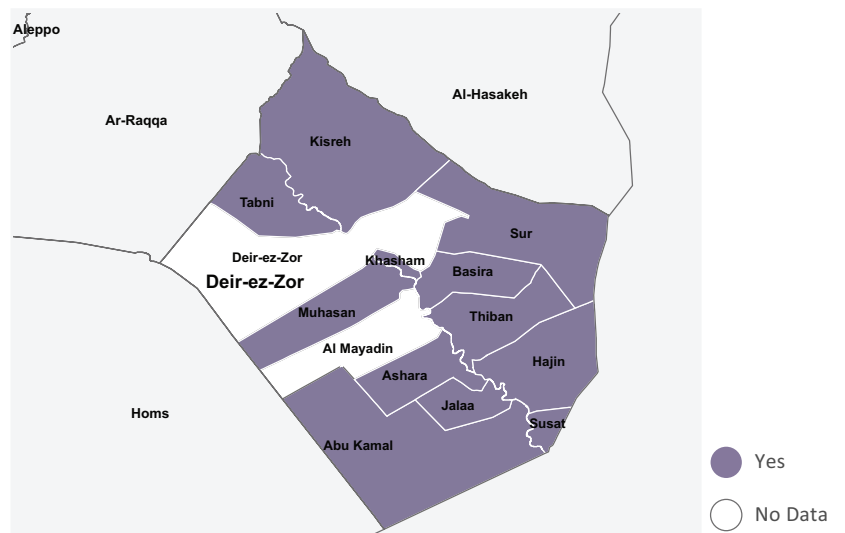 Aleppo
Al-Hasakeh
Ar-Raqqa
Kisreh
Tabni
Sur
Deir-ez-Zor
Khasham
Basira
Deir-ez-Zor
Muhasan
Thiban
Al Mayadin
Hajin
Ashara
Jalaa
Homs
Susat
Abu Kamal
Yes
No Data